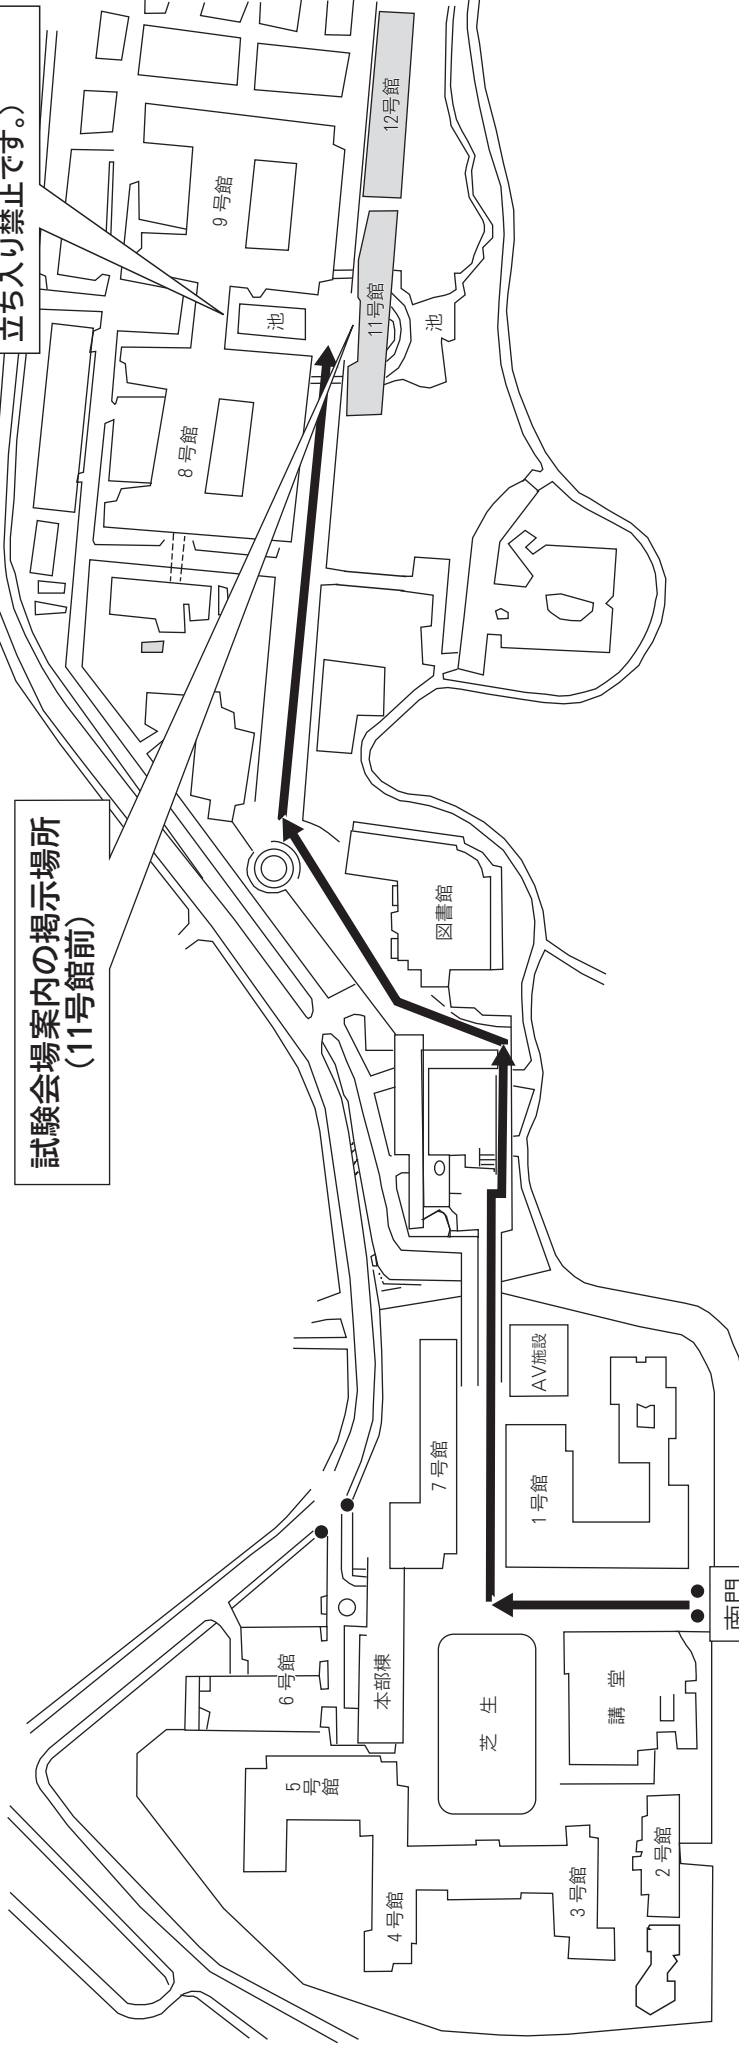 立ち入り禁止です。)
試験会場案内の掲示場所
(11号館前)
12号館
11号館
9号館
池
池
8号館
図書館
AV施設
7号館
1号館
南門
6号館
本部棟
芝 生
講 堂
5
号
館
4号館
3号館
2号館